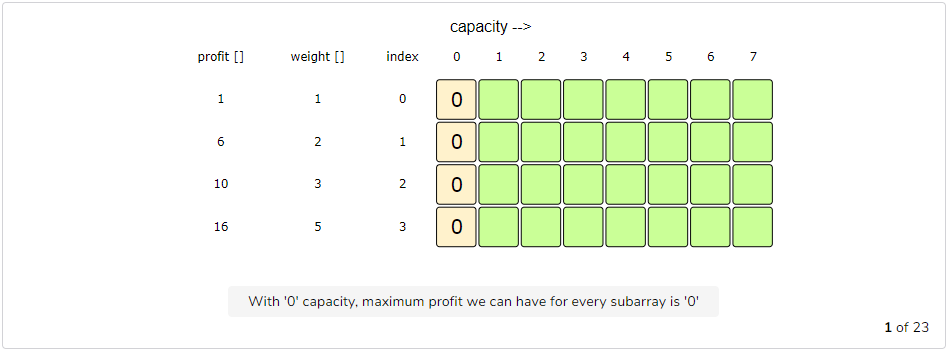 capacity -->
profit [] weight [] index 0 1 2 3 4 5 6 7
1 1 0 0
6 2 1 0
10 3 2 0
16 5 3 0
With '0' capacity, maximum profit we can have for every subarray is '0'
1 of 23